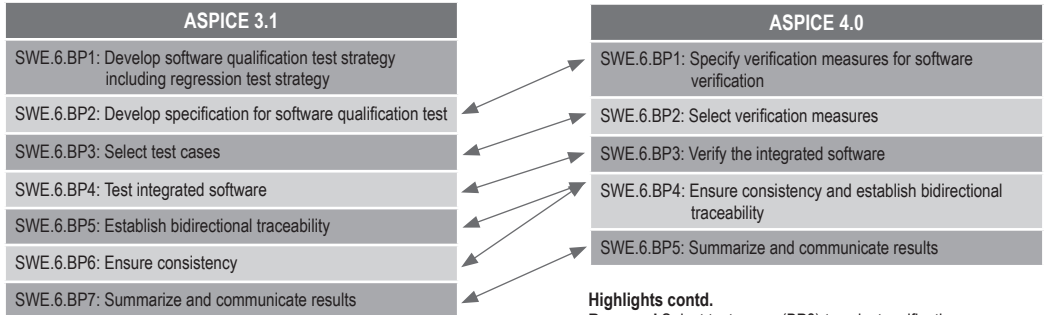 ASPICE 3.1
SWE.6.BP1: Develop software qualification test strategy
including regression test strategy
SWE.6.BP2: Develop specification for software qualification test
SWE.6.BP3: Select test cases
SWE.6.BP4: Test integrated software
SWE.6.BP5: Establish bidirectional traceability
SWE.6.BP6: Ensure consistency
SWE.6.BP7: Summarize and communicate results
ASPICE 4.0
SWE.6.BP1: Specify verification measures for software
verification
SWE.6.BP2: Select verification measures
SWE.6.BP3: Verify the integrated software
SWE.6.BP4: Ensure consistency and establish bidirectional
traceability
SWE.6.BP5: Summarize and communicate results
Highlights contd.